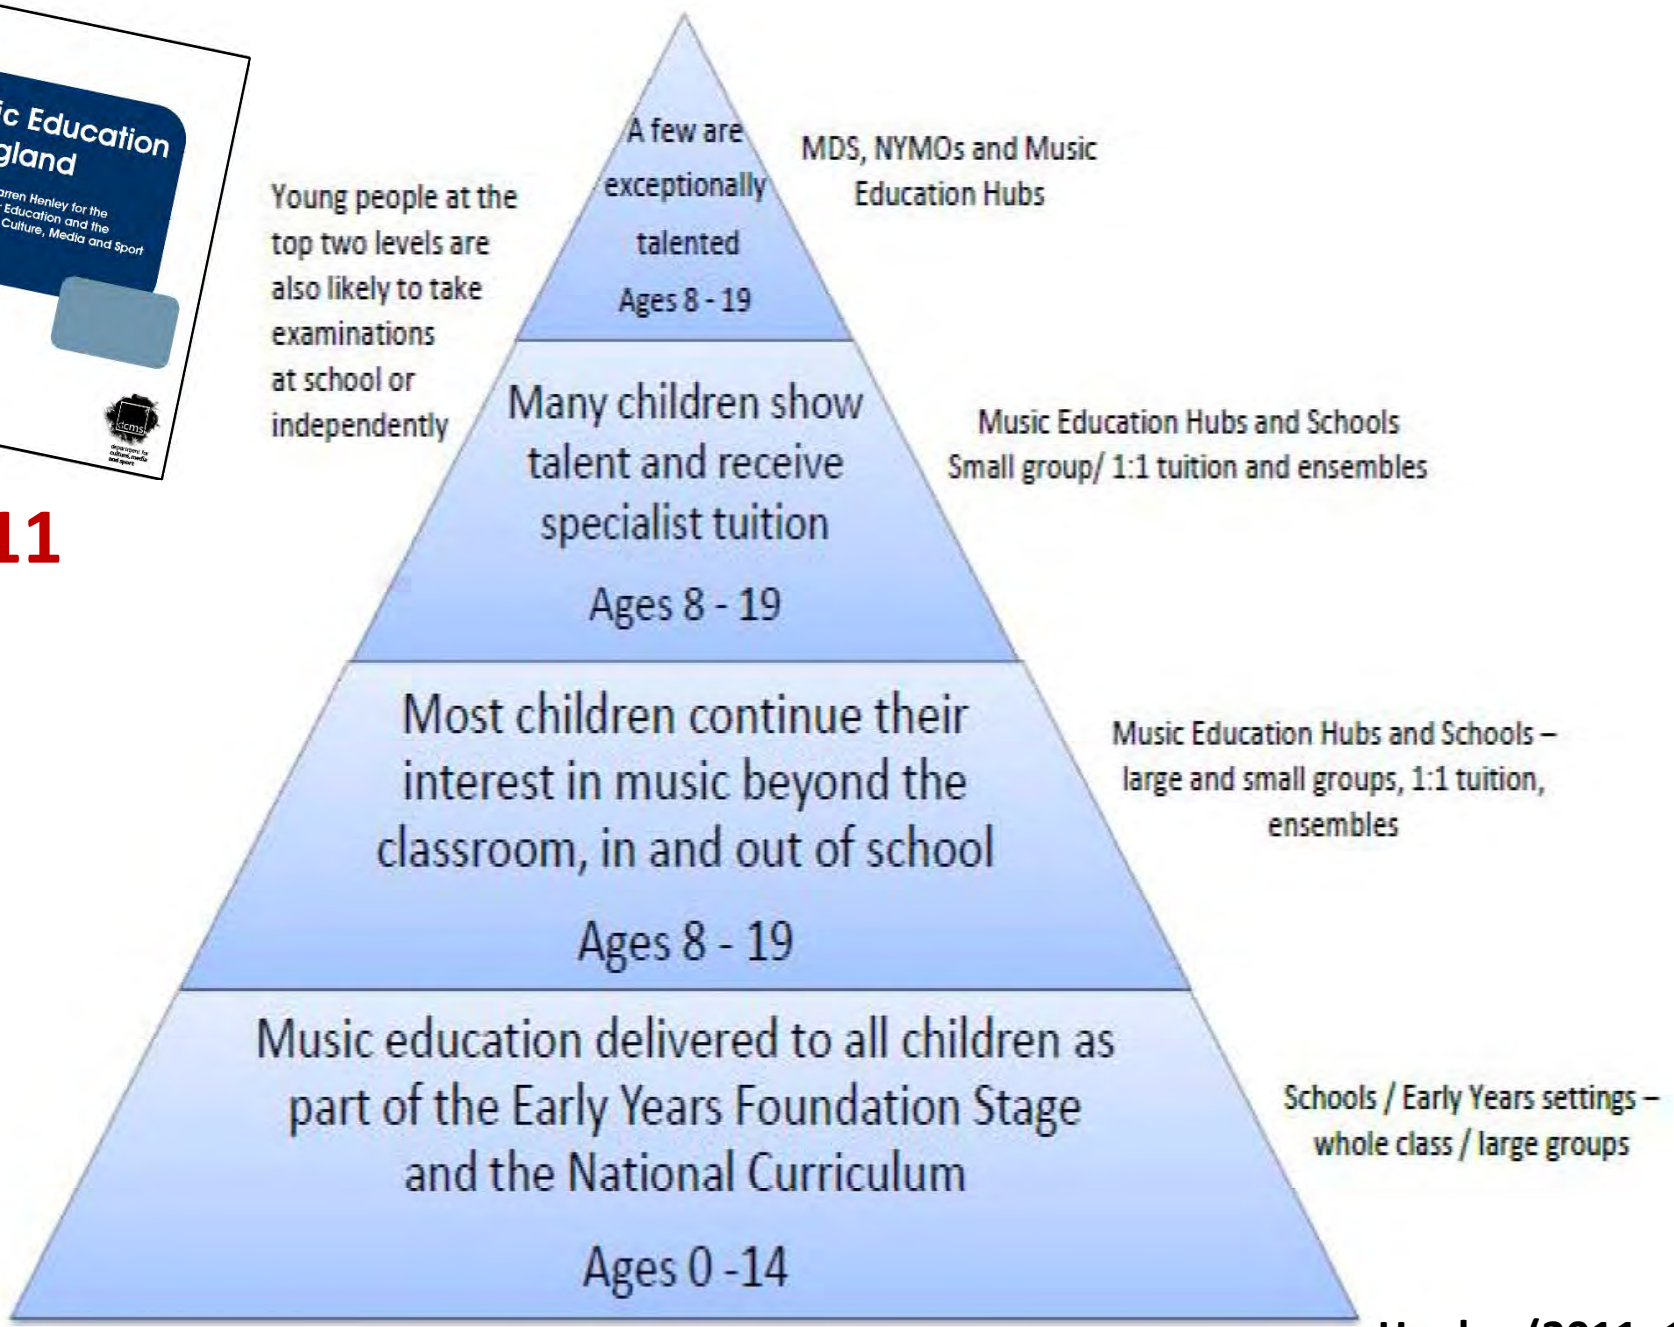 ic Education
gland
arren Henley for the
Education and the
Culture, Media and Sport
dcms
department for
culture, media
and sport
11
Young people at the
top two levels are
also likely to take
examinations
at school or
independently
A few are
exceptionally
talented
Ages 8 - 19
MDS, NYMOs and Music
Education Hubs
Many children show
talent and receive
specialist tuition
Ages 8 - 19
Music Education Hubs and Schools
Small group/ 1:1 tuition and ensembles
Most children continue their
interest in music beyond the
classroom, in and out of school
Ages 8 - 19
Music Education Hubs and Schools –
large and small groups, 1:1 tuition,
ensembles
Music education delivered to all children as
part of the Early Years Foundation Stage
and the National Curriculum
Ages 0 -14
Schools / Early Years settings –
whole class / large groups